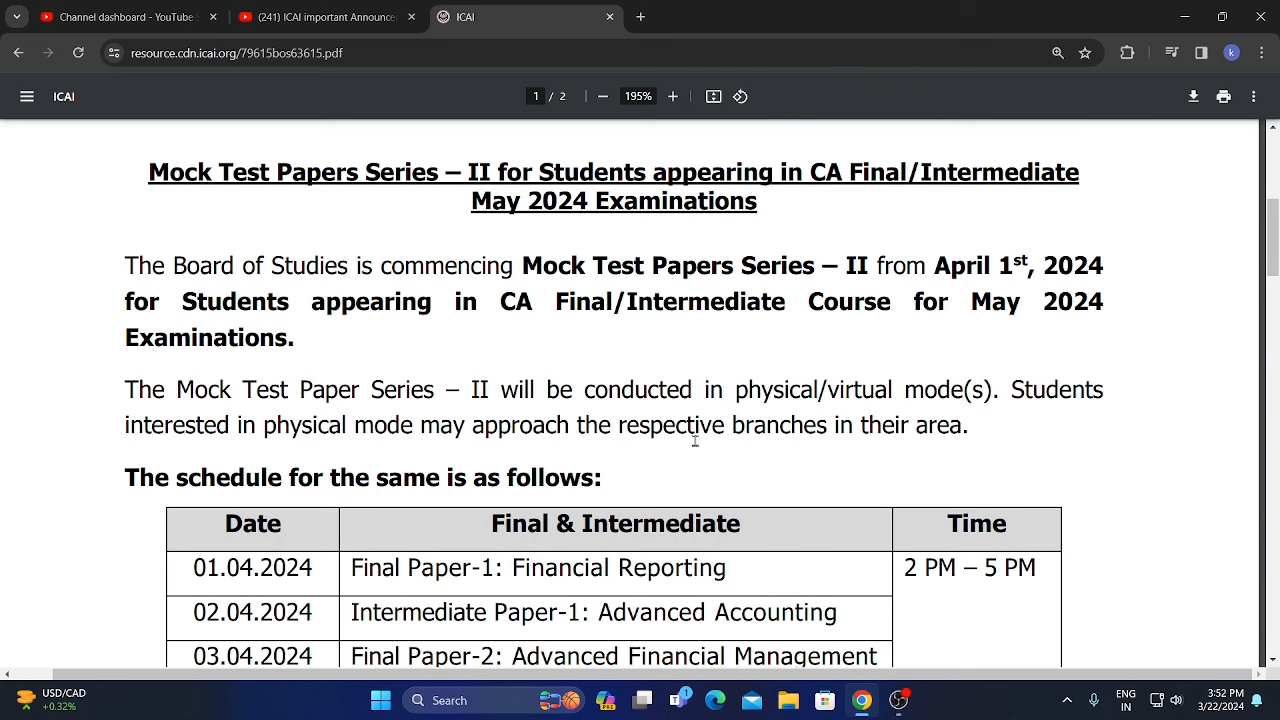 Channel dashboard - YouTube S
(241) ICAI important Announce
ICAI
resource.cdn.icai.org/79615bos63615.pdf
k
ICAI
1 / 2
195%
Mock Test Papers Series – II for Students appearing in CA Final/Intermediate
May 2024 Examinations
The Board of Studies is commencing Mock Test Papers Series – II from April 1st, 2024
for Students appearing in CA Final/Intermediate Course for May 2024
Examinations.
The Mock Test Paper Series – II will be conducted in physical/virtual mode(s). Students
interested in physical mode may approach the respective branches in their area.
The schedule for the same is as follows:
Date Final & Intermediate Time
01.04.2024 Final Paper-1: Financial Reporting 2 PM – 5 PM
02.04.2024 Intermediate Paper-1: Advanced Accounting
03.04.2024 Final Paper-2: Advanced Financial Management
USD/CAD
+0.32%
Search
PRE
1
ENG
IN
3:52 PM
3/22/2024